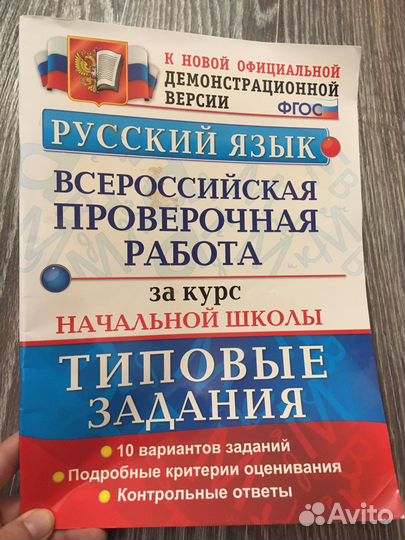 К НОВОЙ ОФИЦИАЛЬНОЙ
ДЕМОНСТРАЦИОННОЙ
ВЕРСИИ
ФГОС
РУССКИЙ ЯЗЫК
ВСЕРОССИЙСКАЯ
ПРОВЕРОЧНАЯ
РАБОТА
за курс
НАЧАЛЬНОЙ ШКОЛЫ
ТИПОВЫЕ
ЗАДАНИЯ
10 вариантов заданий
Подробные критерии оценивания
Контрольные ответы
Avito